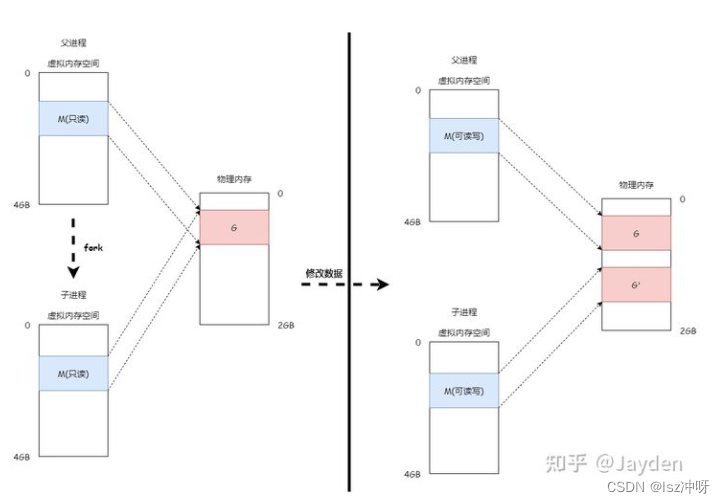 父进程
虚拟内存空间
0
M(只读)
4GB
fork
子进程
虚拟内存空间
0
M(只读)
4GB
物理内存
0
G
2GB
修改数据
父进程
虚拟内存空间
0
M(可读写)
4GB
子进程
虚拟内存空间
0
M(可读写)
4GB
物理内存
0
G
G'
2GB
知乎 @Jayden
CSDN @lsz冲呀